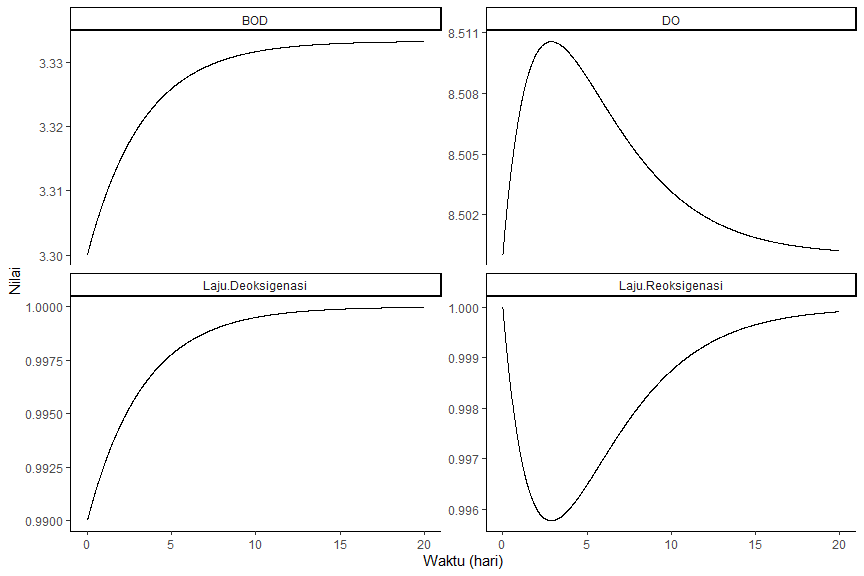 BOD
DO
3.33
3.32
3.31
3.30
8.511
8.508
8.505
8.502
Nilai
Laju.Deoksigenasi
Laju.Reoksigenasi
1.0000
0.9975
0.9950
0.9925
0.9900
1.000
0.999
0.998
0.997
0.996
0 5 10 15 20
0 5 10 15 20
Waktu (hari)